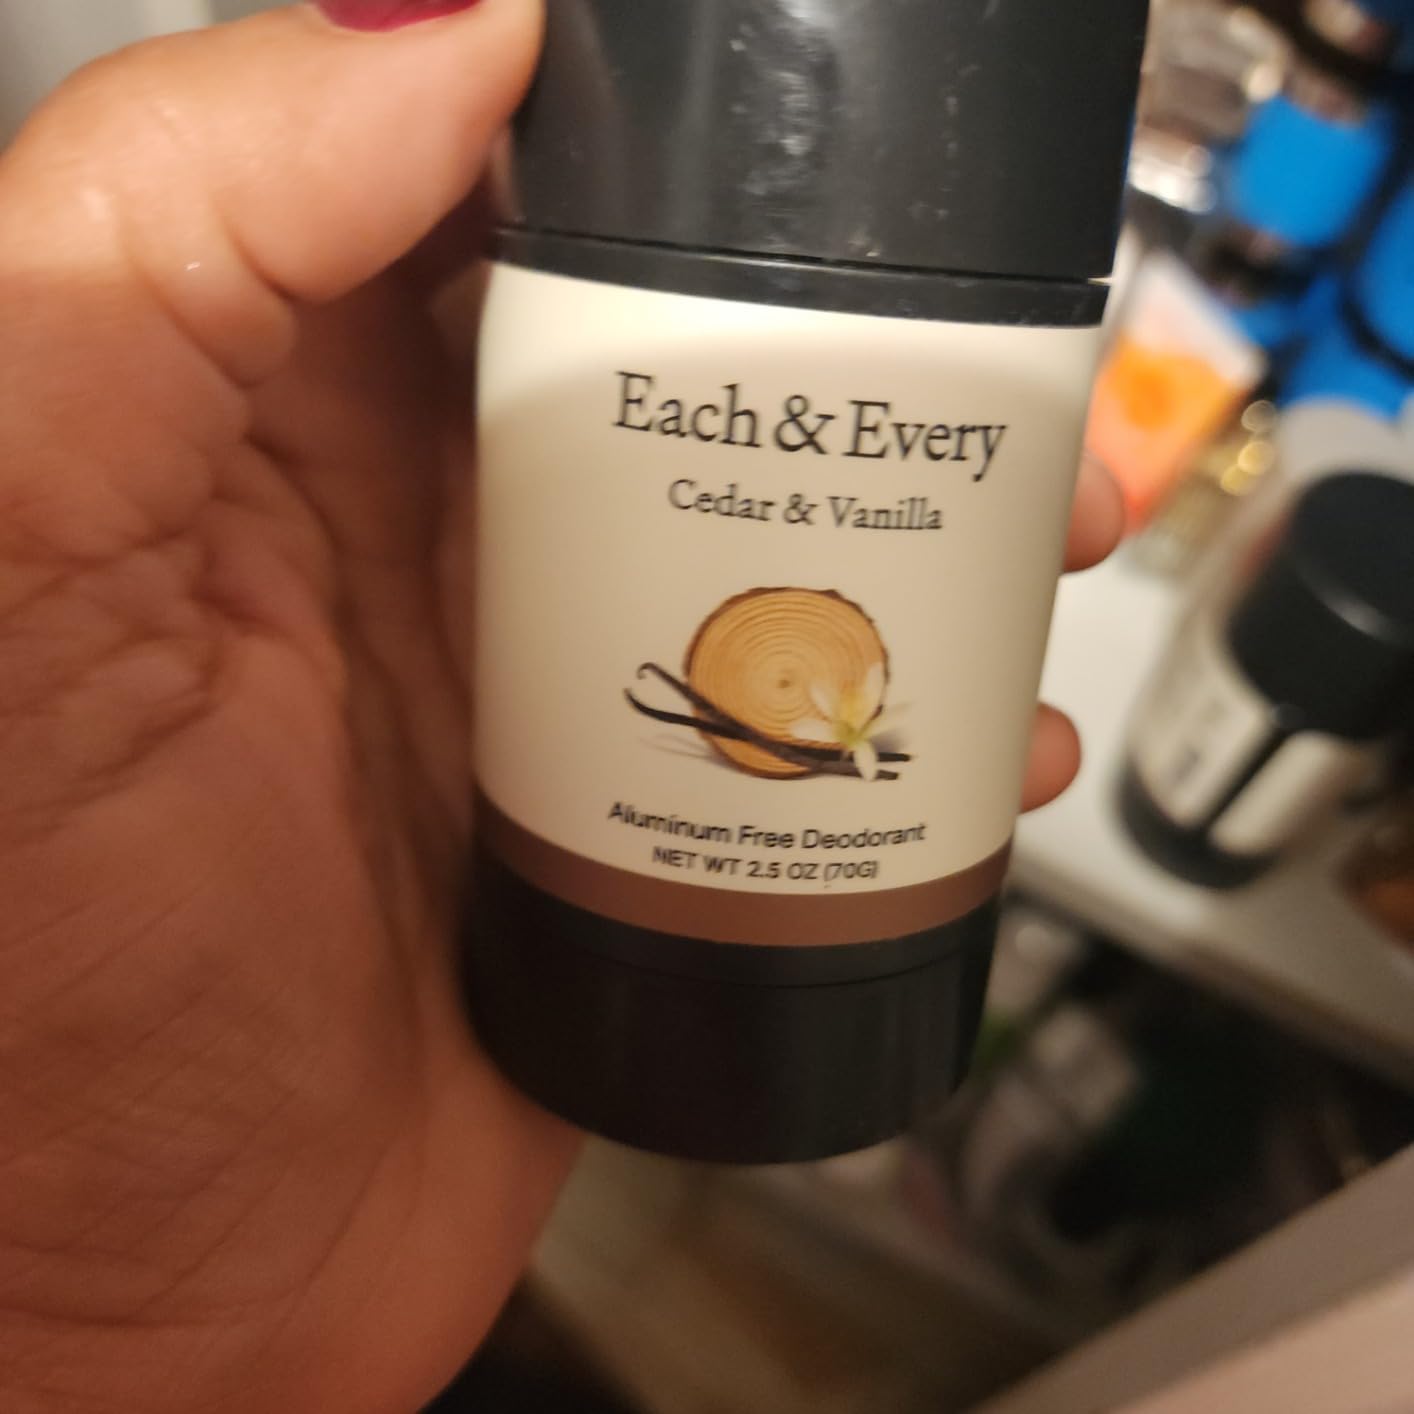 Each & Every
Cedar & Vanilla
Aluminum Free Deodorant
NET WT 2.5 OZ (70G)